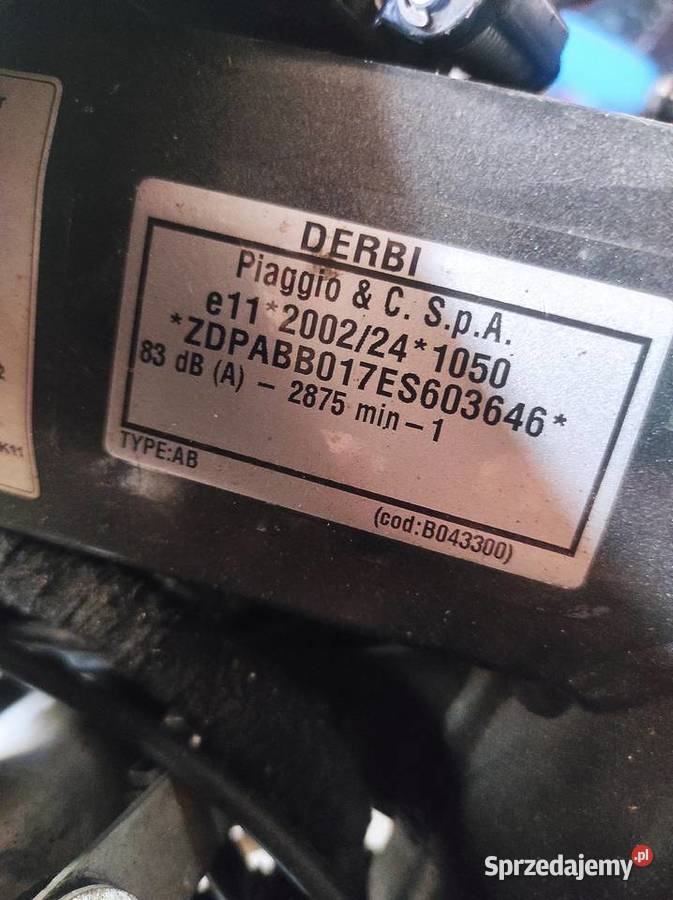 DERBI
Piaggio & C. S.p.A.
e11*2002/24*1050
*ZDPABB017ES603646*
83 dB (A) - 2875 min-1
TYPE:AB
(cod:B043300)
Sprzedajemy.pl